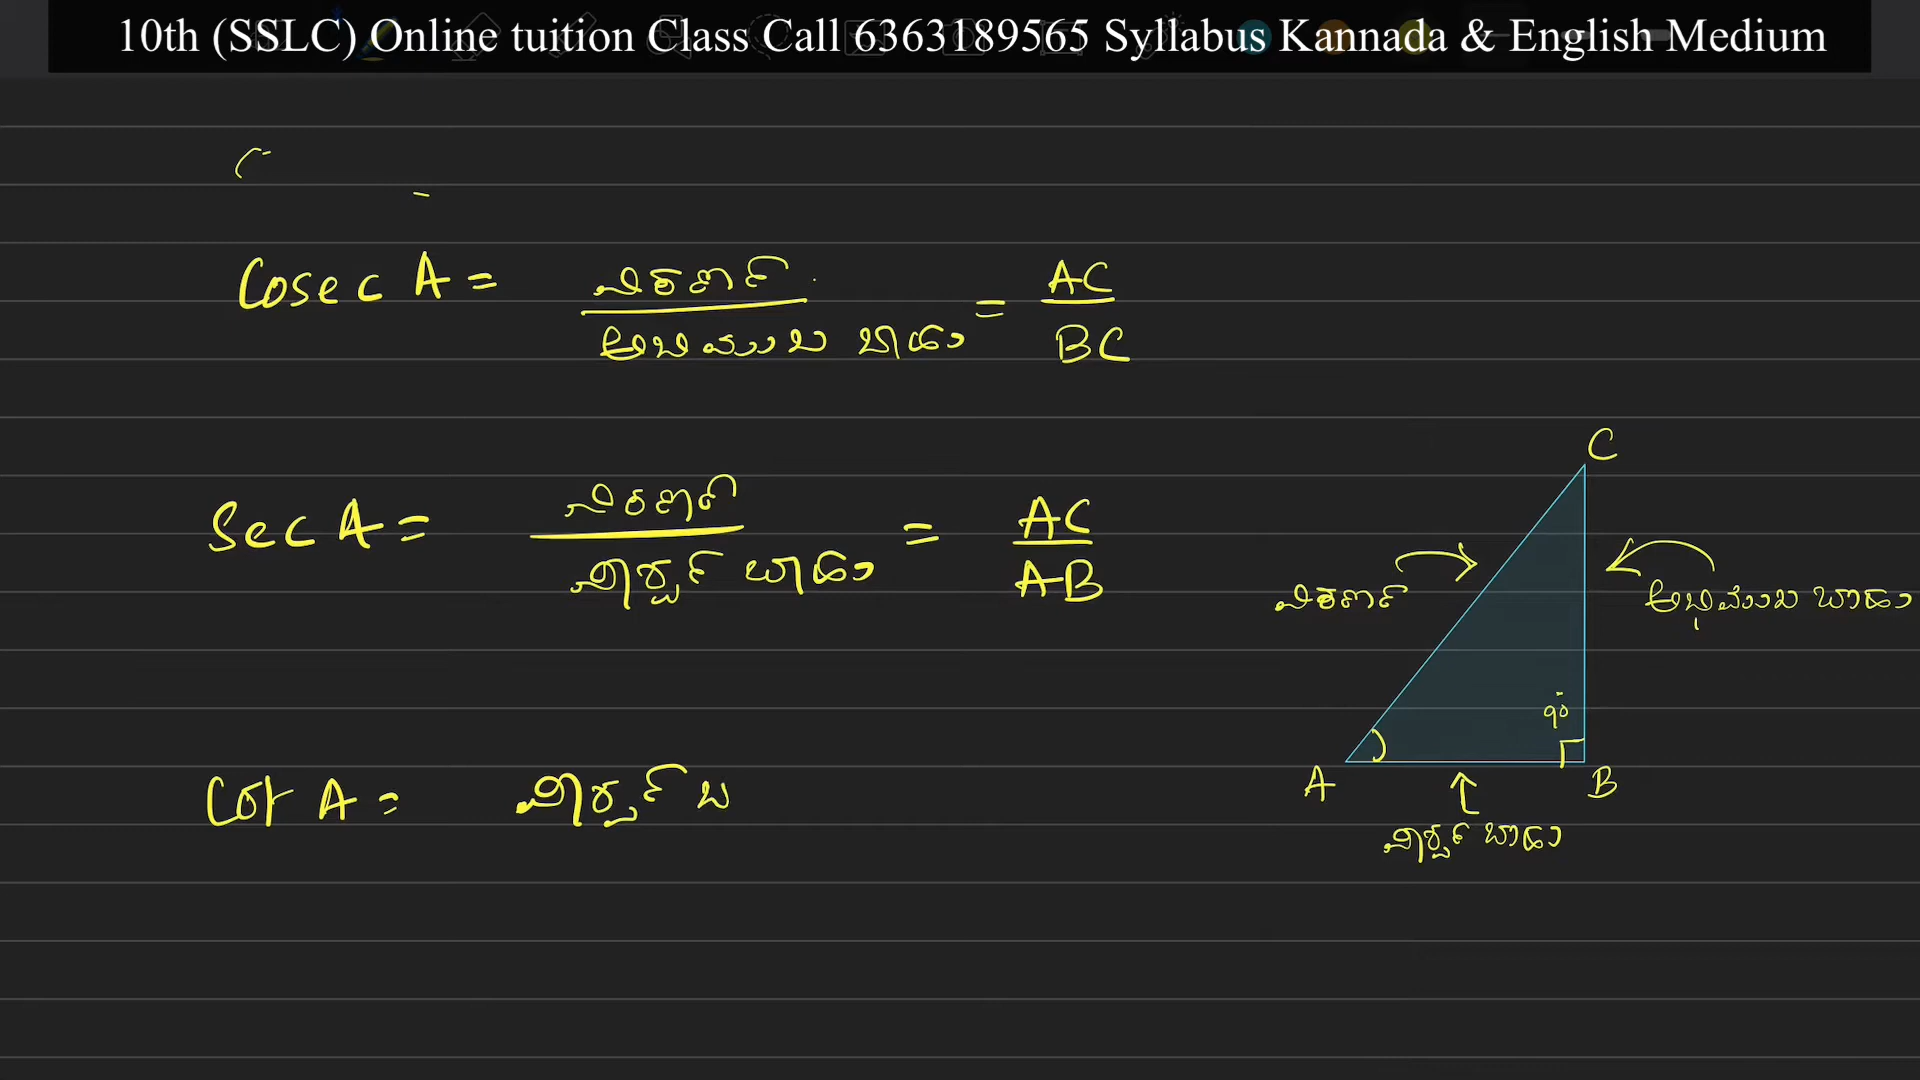 10th (SSLC) Online tuition Class Call 6363189565 Syllabus Kannada & English Medium
Cosec A = ವಿಕರ್ಣ / ಅಭಿಮುಖ ಬಾಹು = AC / BC
Sec A = ವಿಕರ್ಣ / ಪಾರ್ಶ್ವ ಬಾಹು = AC / AB
Cot A = ಪಾರ್ಶ್ವ ಬ
C
ವಿಕರ್ಣ
ಅಭಿಮುಖ ಬಾಹು
90°
A
B
ಪಾರ್ಶ್ವ ಬಾಹು